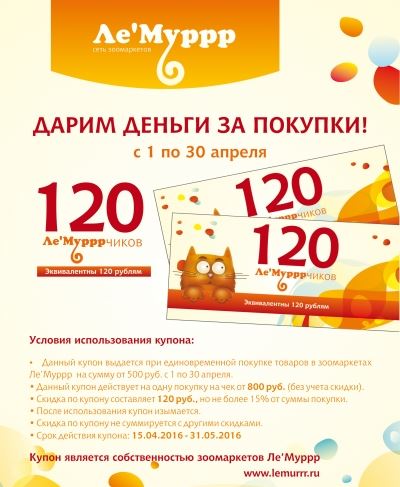 Ле'Муррр
сеть зоомаркетов
ДАРИМ ДЕНЬГИ ЗА ПОКУПКИ!
с 1 по 30 апреля
120
Ле'Мурррчиков
Эквивалентны 120 рублям
120
Ле'Мурррчиков
120
Ле'Мурррчиков
Эквивалентны 120 рублям
Условия использования купона:
• Данный купон выдается при единовременной покупке товаров в зоомаркетах
Ле'Муррр на сумму от 500 руб. с 1 по 30 апреля.
• Данный купон действует на одну покупку на чек от 800 руб. (без учета скидки).
• Скидка по купону составляет 120 руб., но не более 15% от суммы покупки.
• После использования купон изымается.
• Скидка по купону не суммируется с другими скидками.
• Срок действия купона: 15.04.2016 - 31.05.2016
Купон является собственностью зоомаркетов Ле'Муррр
www.lemurrr.ru